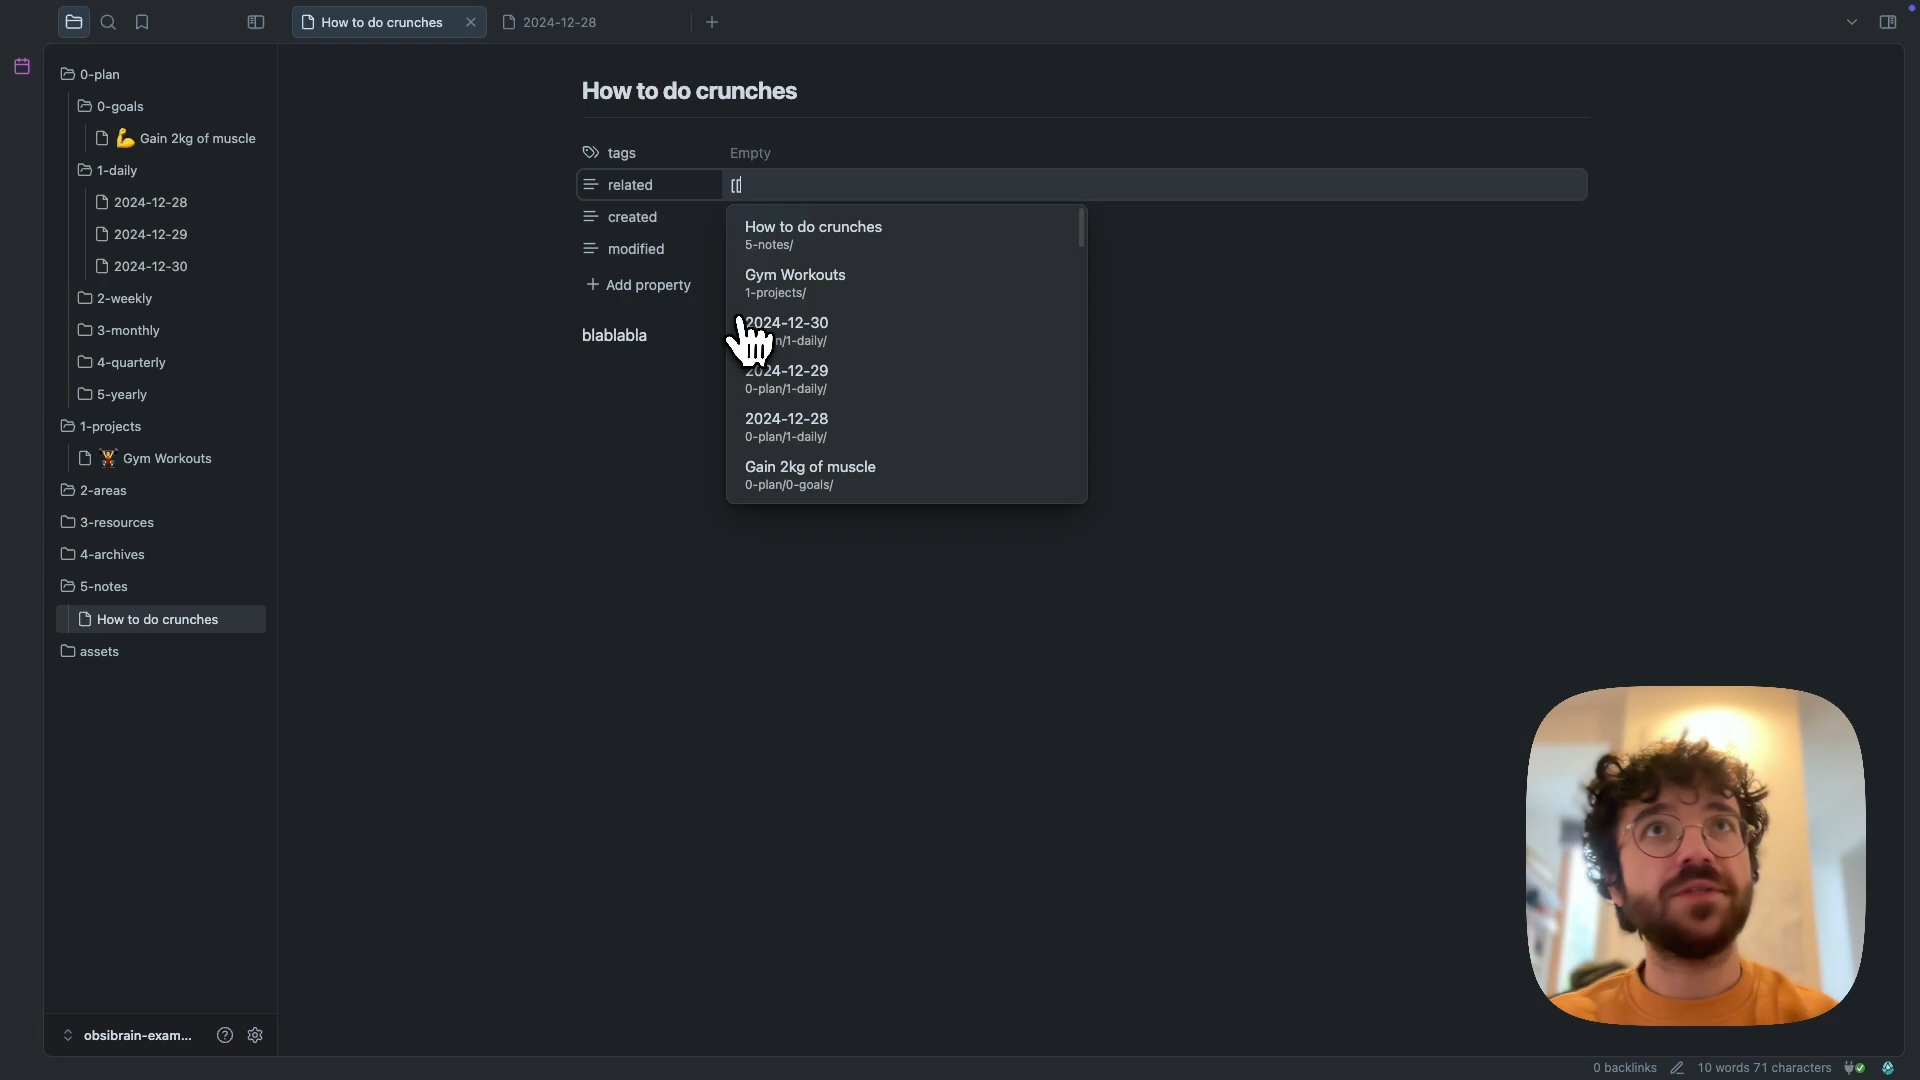 How to do crunches
2024-12-28
0-plan
0-goals
Gain 2kg of muscle
1-daily
2024-12-28
2024-12-29
2024-12-30
2-weekly
3-monthly
4-quarterly
5-yearly
1-projects
Gym Workouts
2-areas
3-resources
4-archives
5-notes
How to do crunches
assets
obsibrain-exam...
How to do crunches
tags Empty
related [[
created
modified
Add property
blablabla
How to do crunches
5-notes/
Gym Workouts
1-projects/
2024-12-30
n/1-daily/
2024-12-29
0-plan/1-daily/
2024-12-28
0-plan/1-daily/
Gain 2kg of muscle
0-plan/0-goals/
0 backlinks 10 words 71 characters